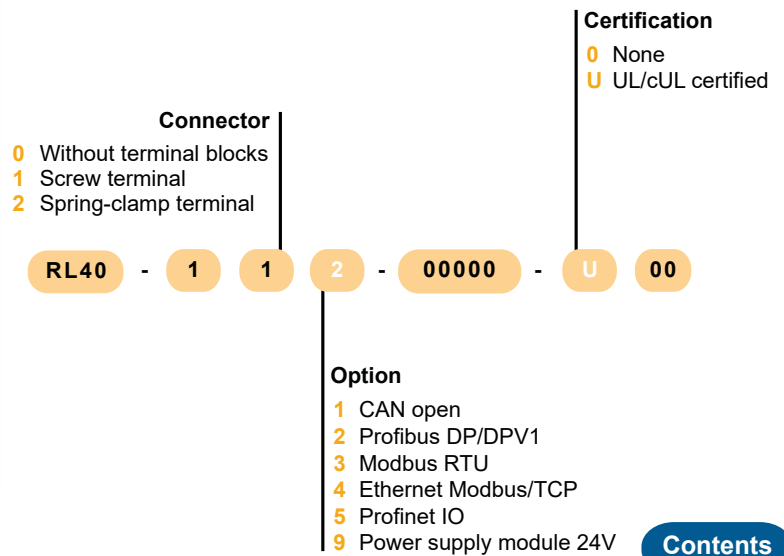 Certification
0 None
U UL/cUL certified
Connector
0 Without terminal blocks
1 Screw terminal
2 Spring-clamp terminal
RL40 - 1 1 2 - 00000 - U 00
Option
1 CAN open
2 Profibus DP/DPV1
3 Modbus RTU
4 Ethernet Modbus/TCP
5 Profinet IO
9 Power supply module 24V
Contents